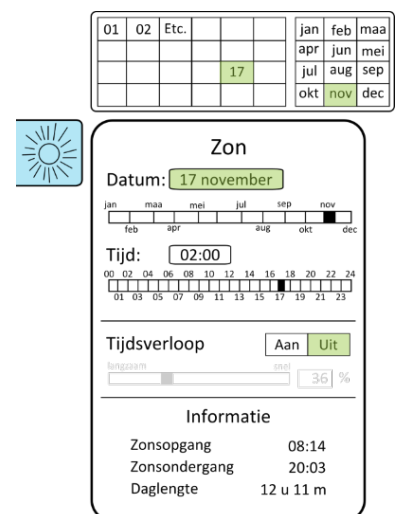 01 02 Etc.
17
jan feb maa
apr jun mei
jul aug sep
okt nov dec
Zon
Datum: 17 november
jan maa mei jul sep nov
feb apr aug okt dec
Tijd: 02:00
00 02 04 06 08 10 12 14 16 18 20 22 24
01 03 05 07 09 11 13 15 17 19 21 23
Tijdsverloop Aan Uit
langzaam snel
36 %
Informatie
Zonsopgang 08:14
Zonsondergang 20:03
Daglengte 12 u 11 m